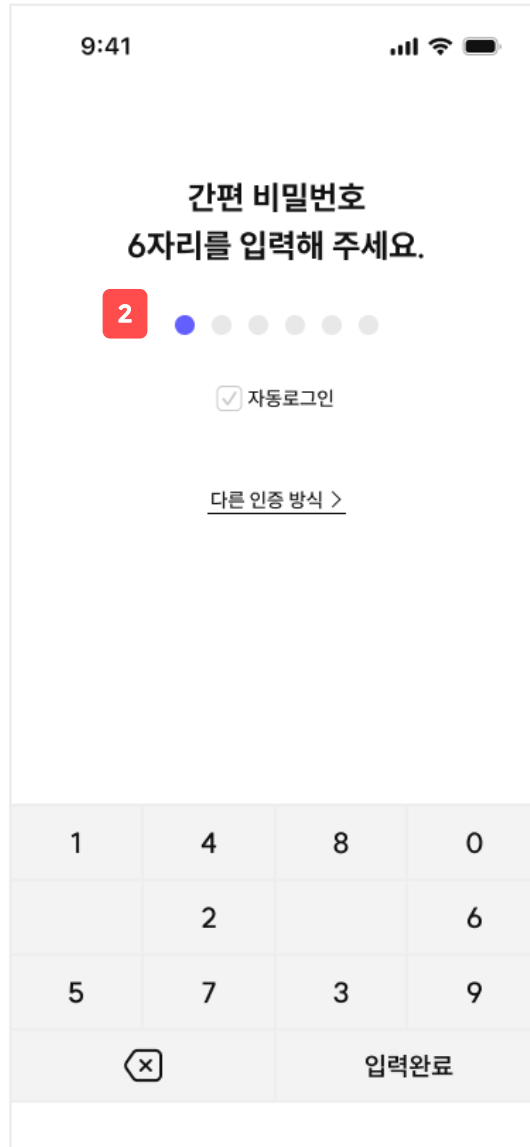 9:41
간편 비밀번호
6자리를 입력해 주세요.
2
자동로그인
다른 인증 방식 >
1 4 8 0
2 6
5 7 3 9
입력완료